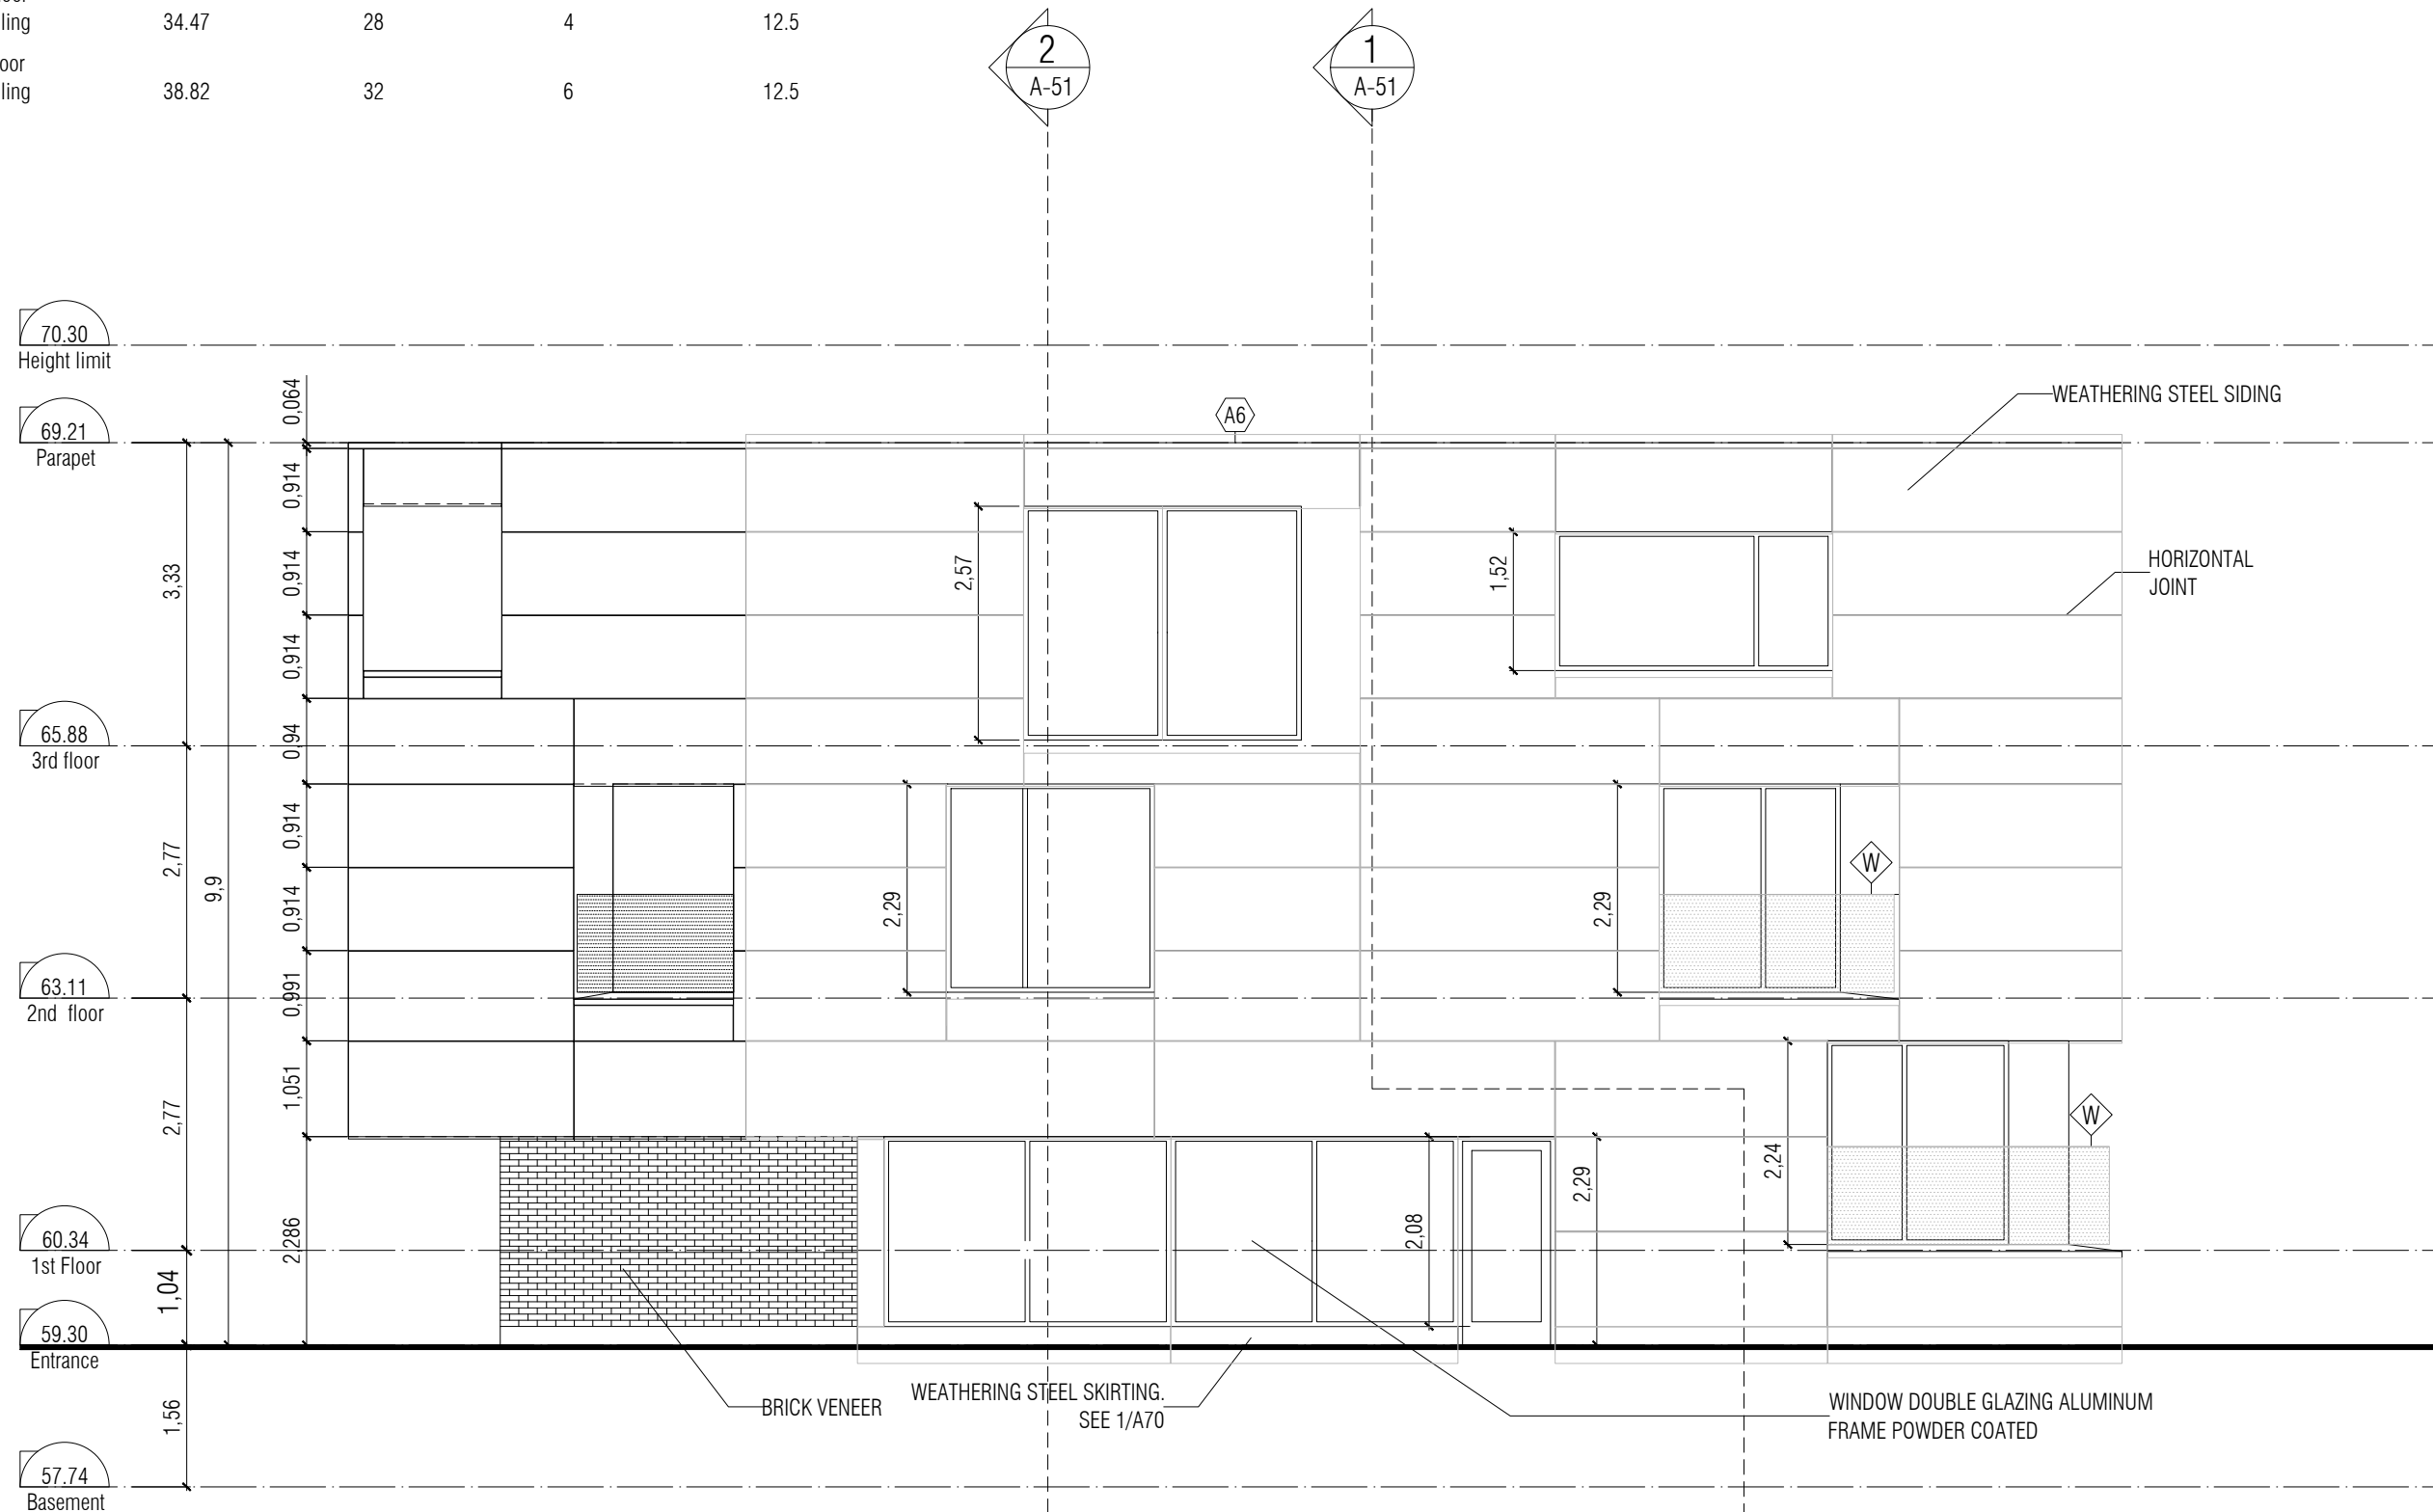 ling 34.47 28 4 12.5
oor
ling 38.82 32 6 12.5
2
A-51
1
A-51
70.30
Height limit
69.21
Parapet
65.88
3rd floor
63.11
2nd floor
60.34
1st Floor
59.30
Entrance
57.74
Basement
3,33
2,77
2,77
1,04
1,56
9,9
0,064
0,914
0,914
0,914
0,94
0,914
0,914
0,991
1,051
2,286
A6
2,57
1,52
2,29
2,29
W
W
2,24
2,29
2,08
WEATHERING STEEL SIDING
HORIZONTAL
JOINT
BRICK VENEER
WEATHERING STEEL SKIRTING.
SEE 1/A70
WINDOW DOUBLE GLAZING ALUMINUM
FRAME POWDER COATED